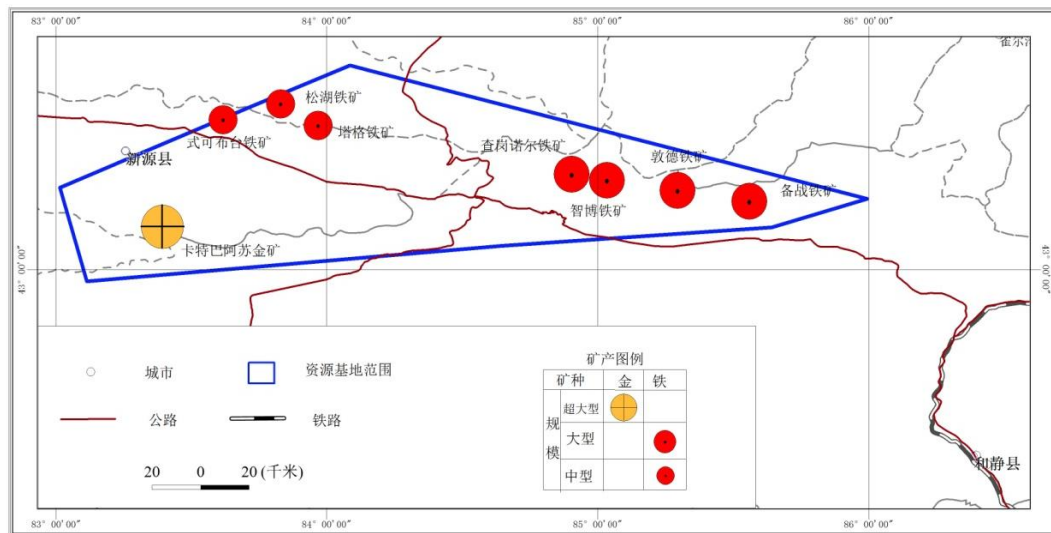 83° 00′ 00″
84° 00′ 00″
85° 00′ 00″
86° 00′ 00″
松湖铁矿
式可布台铁矿
塔格铁矿
新源县
查岗诺尔铁矿
敦德铁矿
智博铁矿
备战铁矿
卡特巴阿苏金矿
43° 00′ 00″
43° 00′ 00″
城市
资源基地范围
公路
铁路
20 0 20 (千米)
矿产图例
矿种 金 铁
规模
超大型
大型
中型
和静县
83° 00′ 00″
84° 00′ 00″
85° 00′ 00″
86° 00′ 00″